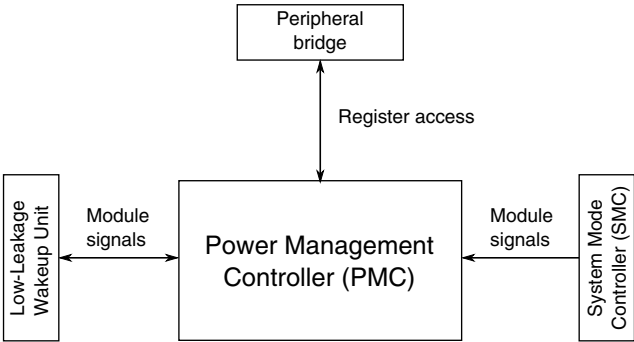 Peripheral
bridge
Register access
Low-Leakage
Wakeup Unit
Module
signals
Power Management
Controller (PMC)
Module
signals
System Mode
Controller (SMC)